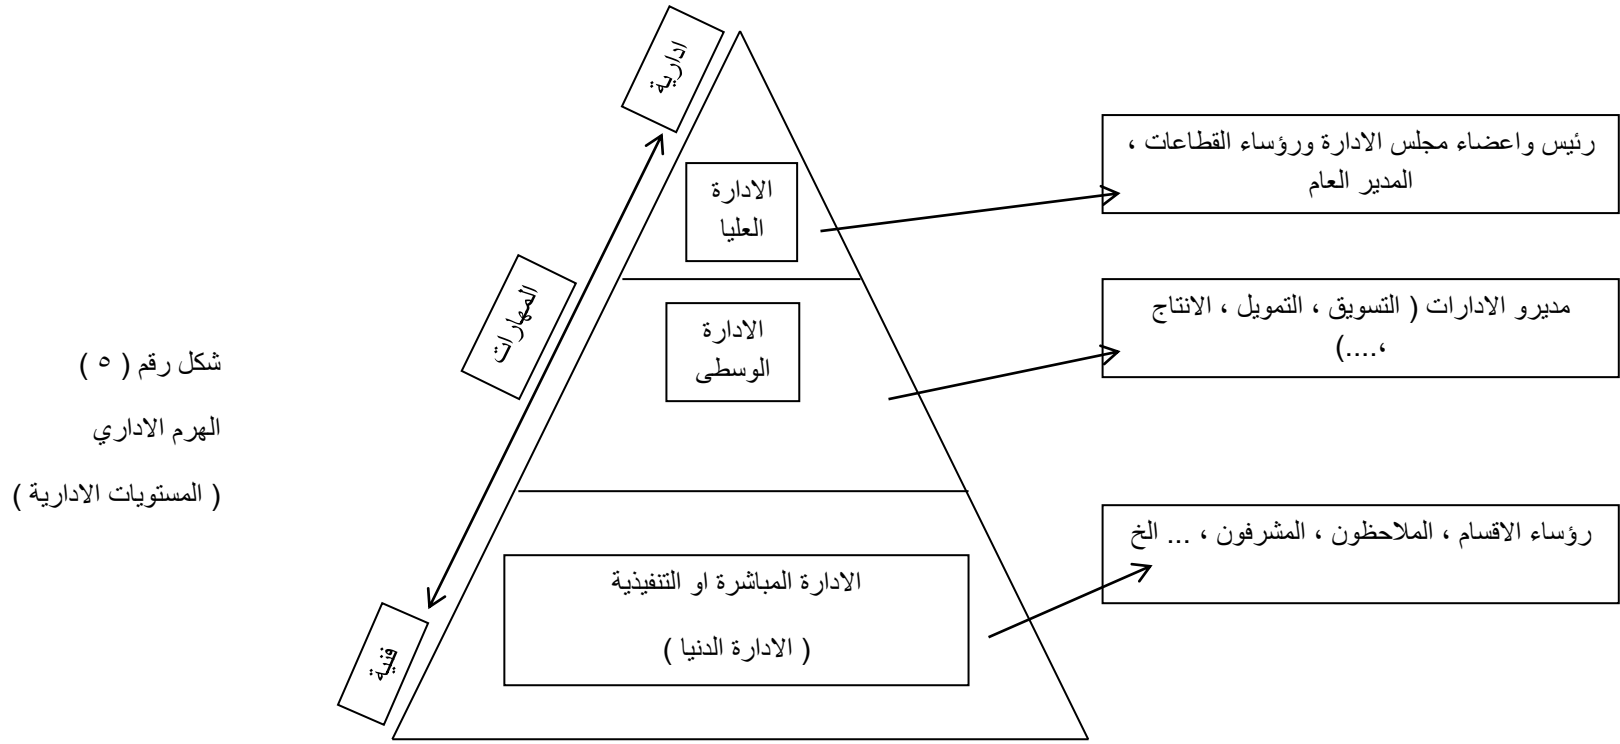 ادارية
رئيس واعضاء مجلس الادارة ورؤساء القطاعات ،
المدير العام
الادارة
العليا
المهارات
مديرو الادارات ( التسويق ، التمويل ، الانتاج
،....)
الادارة
الوسطى
شكل رقم ( ٥ )
الهرم الاداري
( المستويات الادارية )
رؤساء الاقسام ، الملاحظون ، المشرفون ، ... الخ
الادارة المباشرة او التنفيذية
( الادارة الدنيا )
فنية